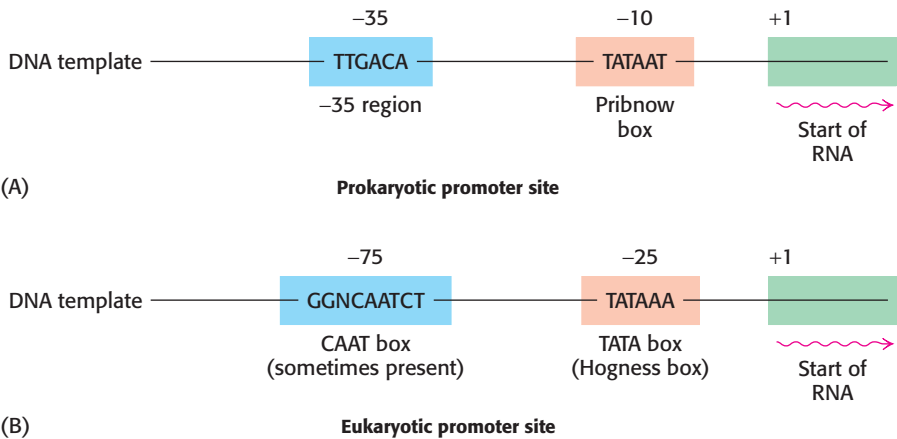 −35 −10 +1
DNA template TTGACA TATAAT
−35 region Pribnow
box
Start of
RNA
(A) Prokaryotic promoter site
−75 −25 +1
DNA template GGNCAATCT TATAAA
CAAT box TATA box
(sometimes present) (Hogness box)
Start of
RNA
(B) Eukaryotic promoter site